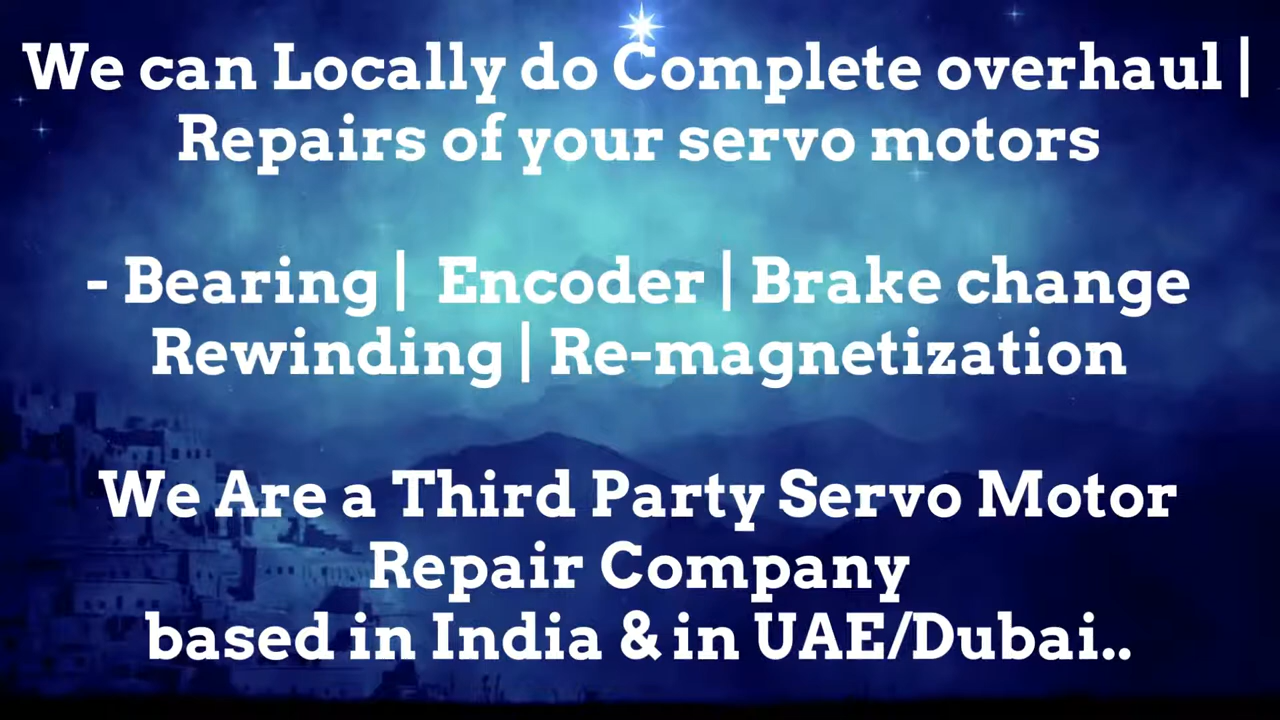 We can Locally do Complete overhaul |
Repairs of your servo motors
- Bearing | Encoder | Brake change
Rewinding | Re-magnetization
We Are a Third Party Servo Motor
Repair Company
based in India & in UAE/Dubai..